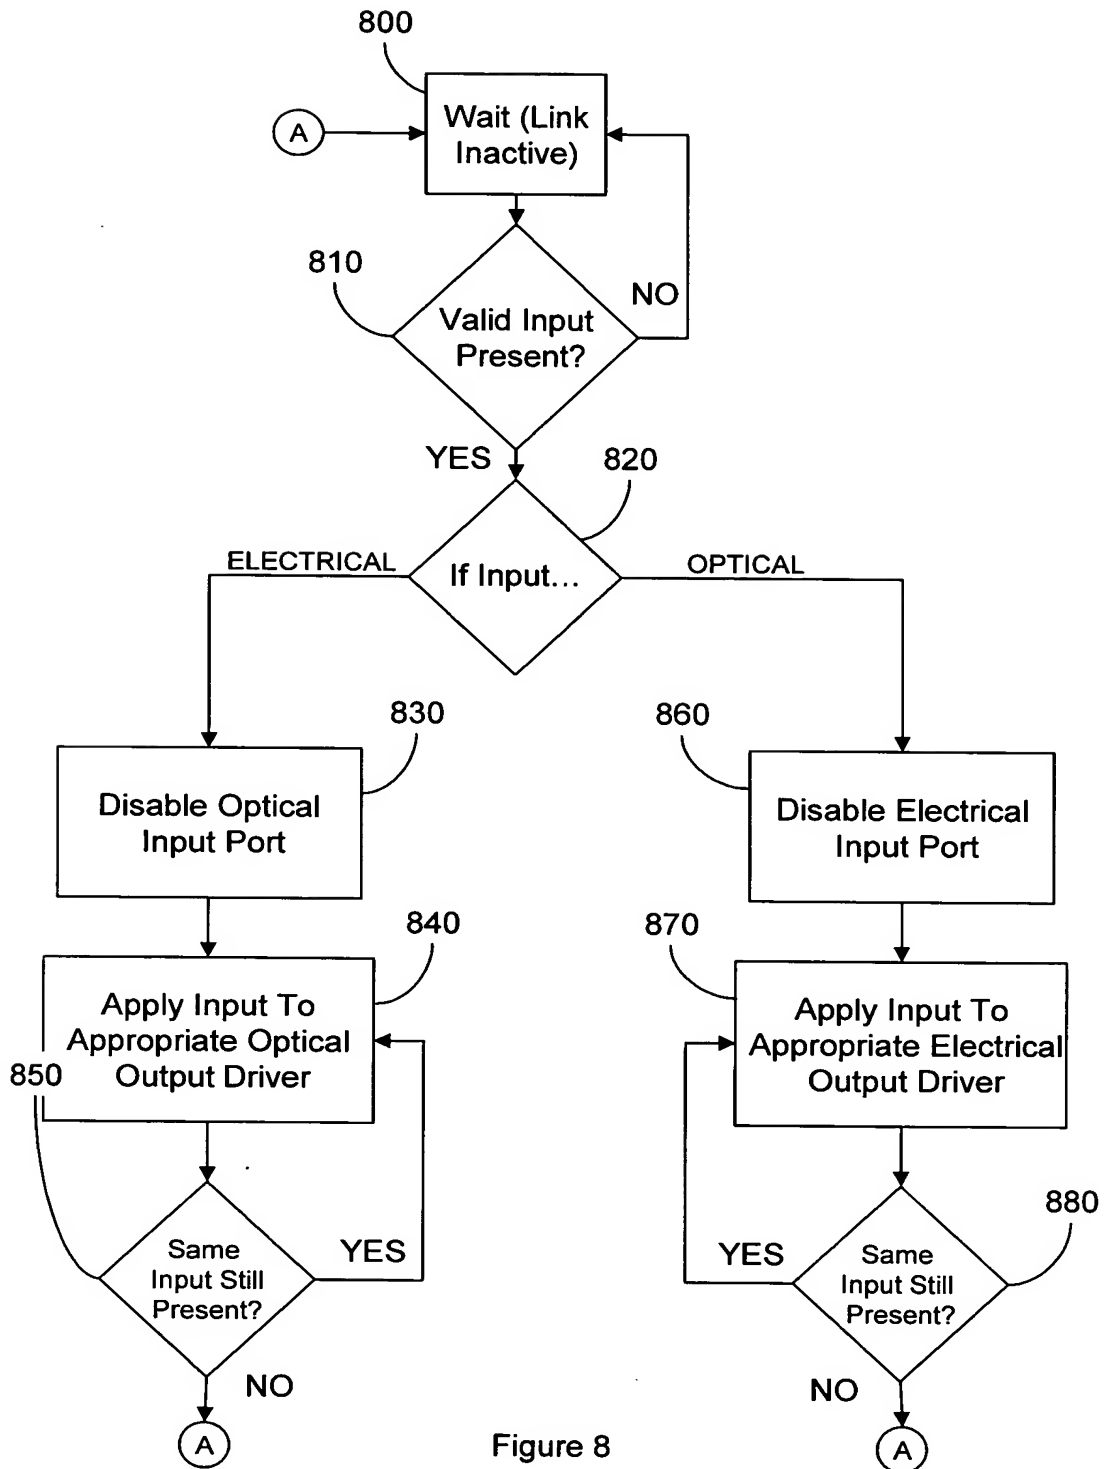 800
A
Wait (Link
Inactive)
810
Valid Input
Present?
NO
YES
820
ELECTRICAL
If Input...
OPTICAL
830
Disable Optical
Input Port
860
Disable Electrical
Input Port
840
Apply Input To
Appropriate Optical
Output Driver
870
Apply Input To
Appropriate Electrical
Output Driver
850
Same
Input Still
Present?
YES
NO
A
YES
Same
Input Still
Present?
880
NO
A
Figure 8